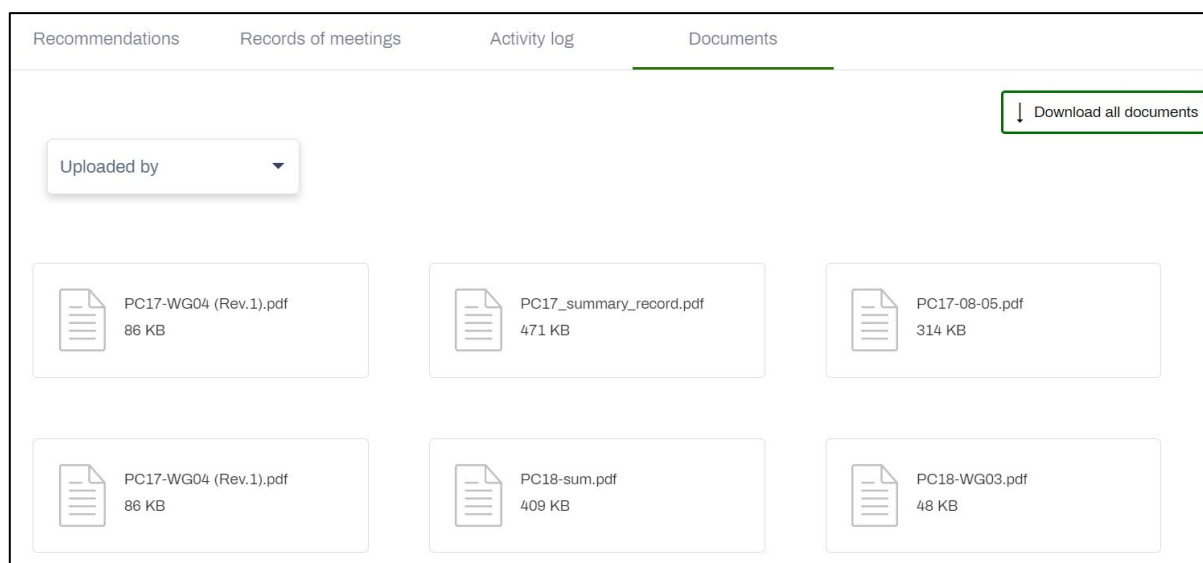 Recommendations
Records of meetings
Activity log
Documents
Download all documents
Uploaded by
PC17-WG04 (Rev.1).pdf
86 KB
PC17_summary_record.pdf
471 KB
PC17-08-05.pdf
314 KB
PC17-WG04 (Rev.1).pdf
86 KB
PC18-sum.pdf
409 KB
PC18-WG03.pdf
48 KB